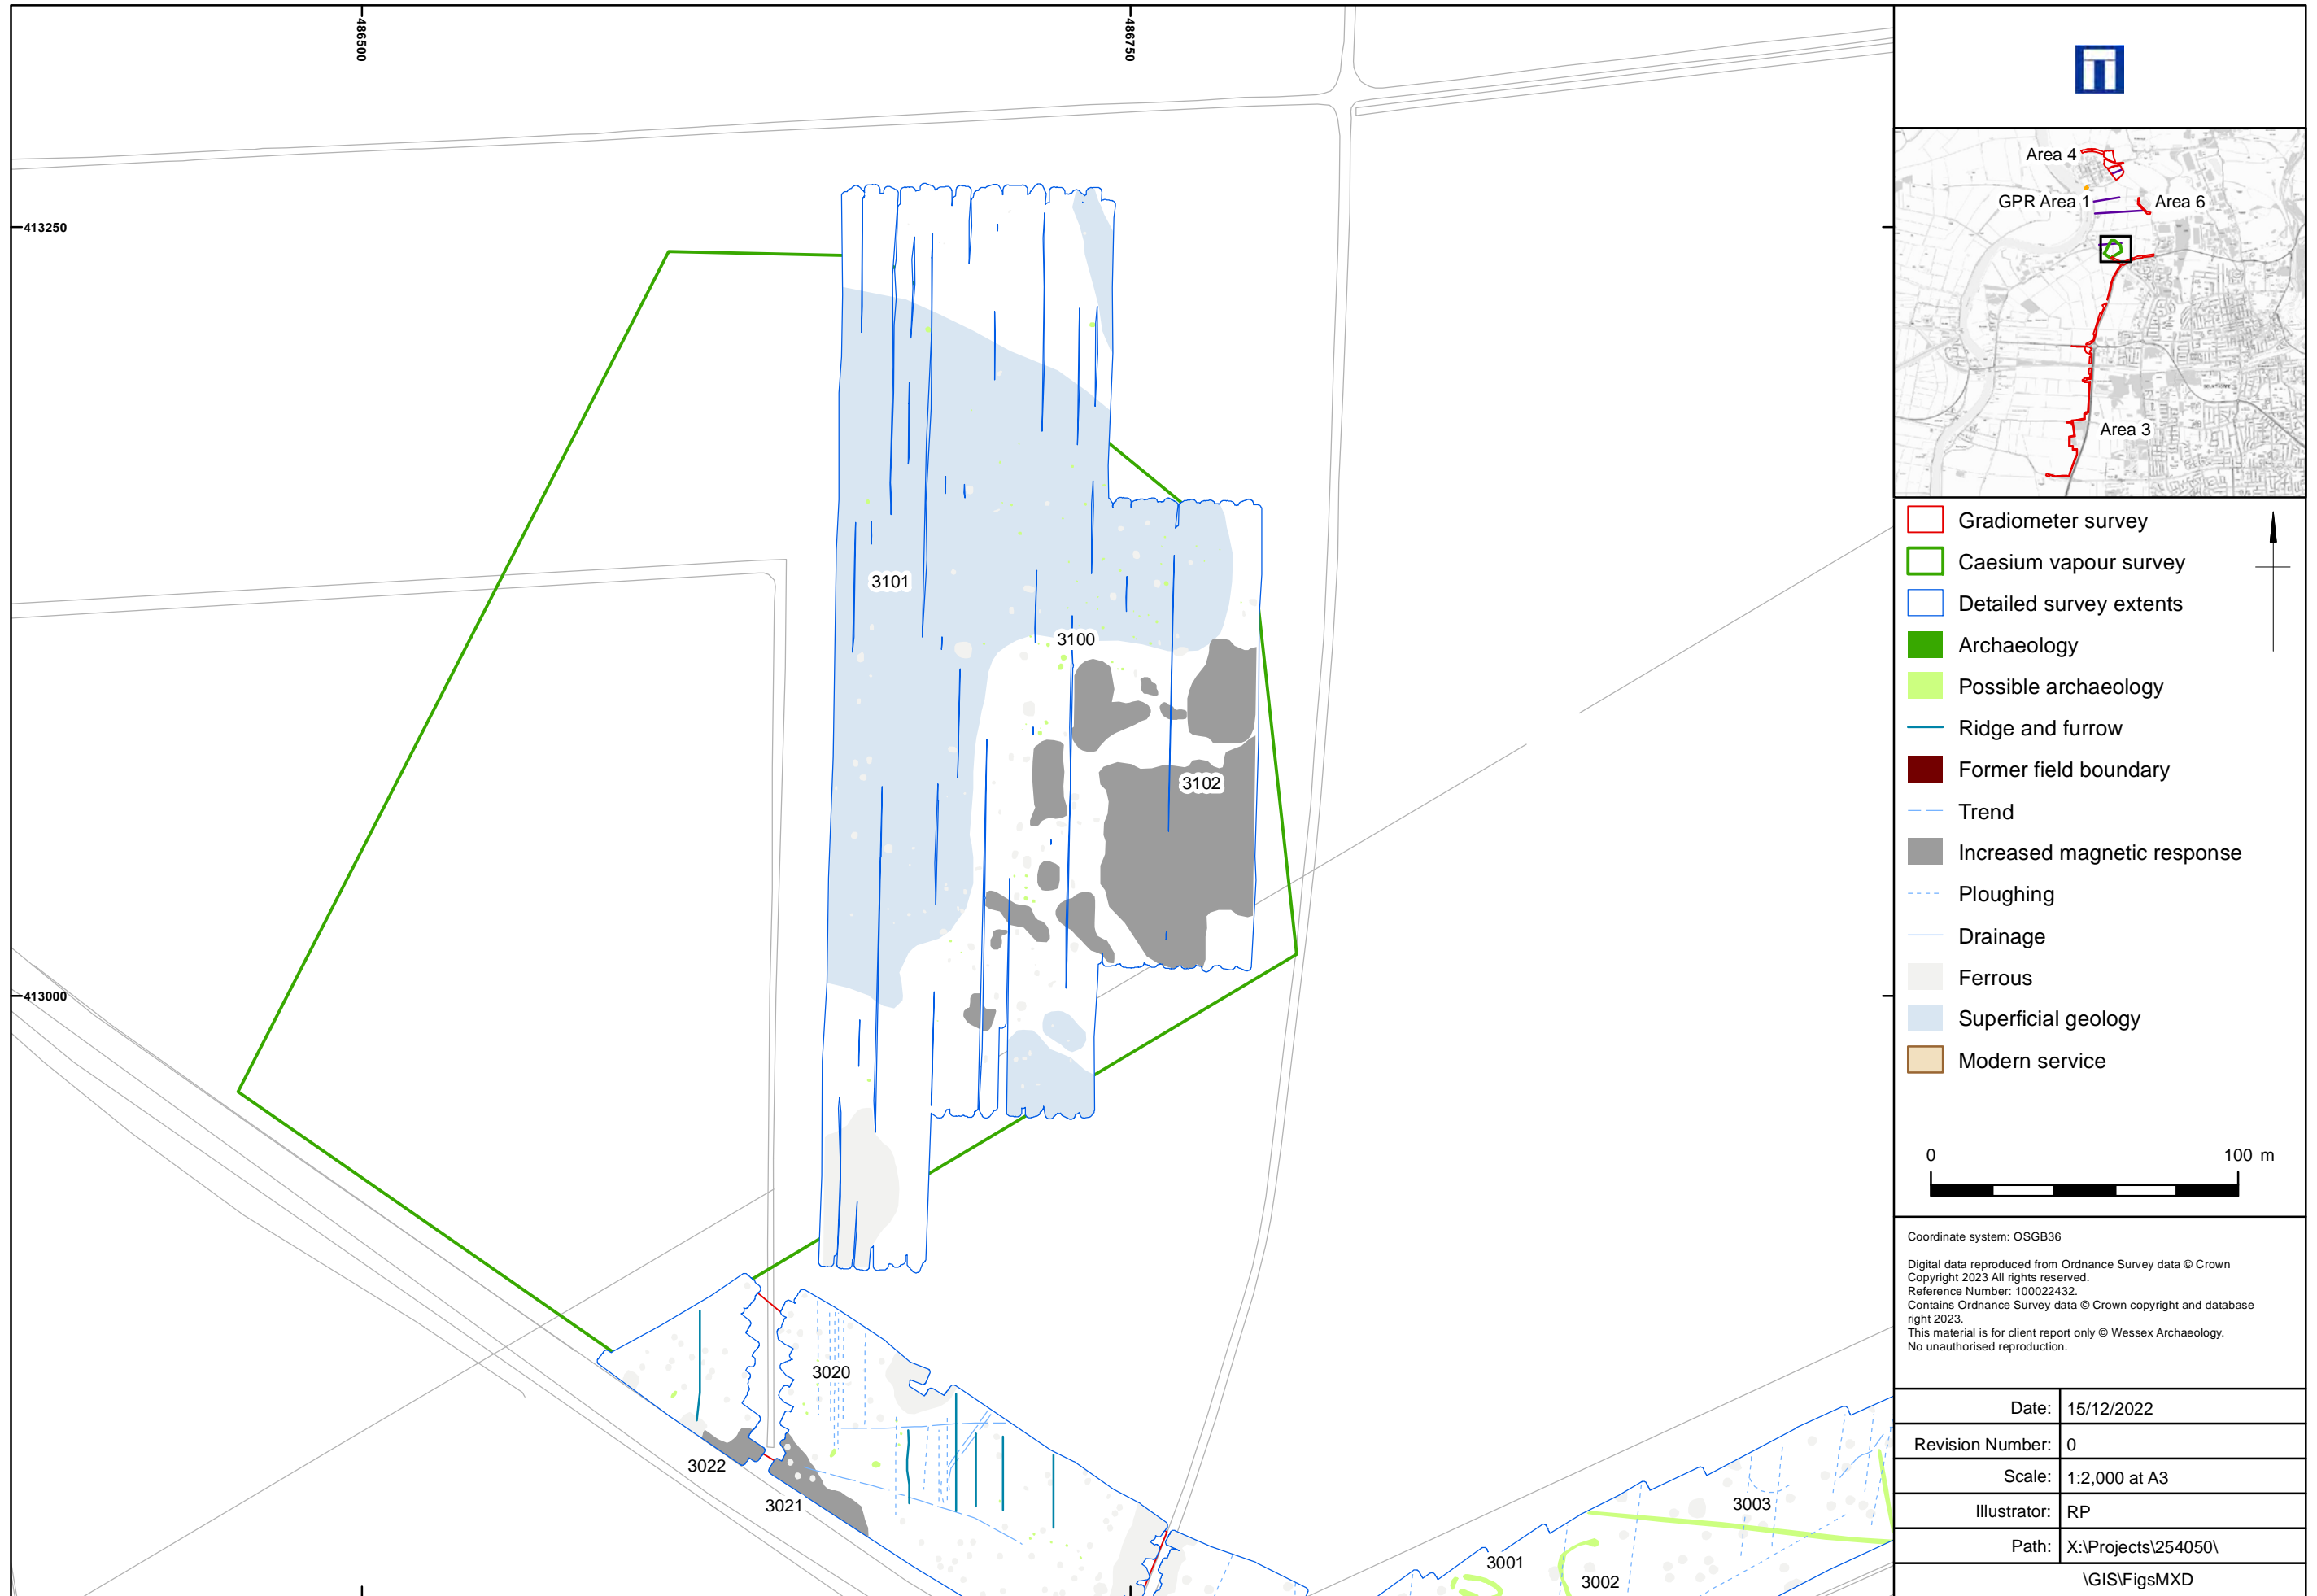 486500
486750
413250
413000
3101
3100
3102
3020
3022
3021
3001
3002
3003
Area 4
GPR Area 1
Area 6
Area 3
Gradiometer survey
Caesium vapour survey
Detailed survey extents
Archaeology
Possible archaeology
Ridge and furrow
Former field boundary
Trend
Increased magnetic response
Ploughing
Drainage
Ferrous
Superficial geology
Modern service
0 100 m
Coordinate system: OSGB36
Digital data reproduced from Ordnance Survey data © Crown
Copyright 2023 All rights reserved.
Reference Number: 100022432.
Contains Ordnance Survey data © Crown copyright and database
right 2023.
This material is for client report only © Wessex Archaeology.
No unauthorised reproduction.
Date: 15/12/2022
Revision Number: 0
Scale: 1:2,000 at A3
Illustrator: RP
Path: X:\Projects\254050\
\GIS\FigsMXD